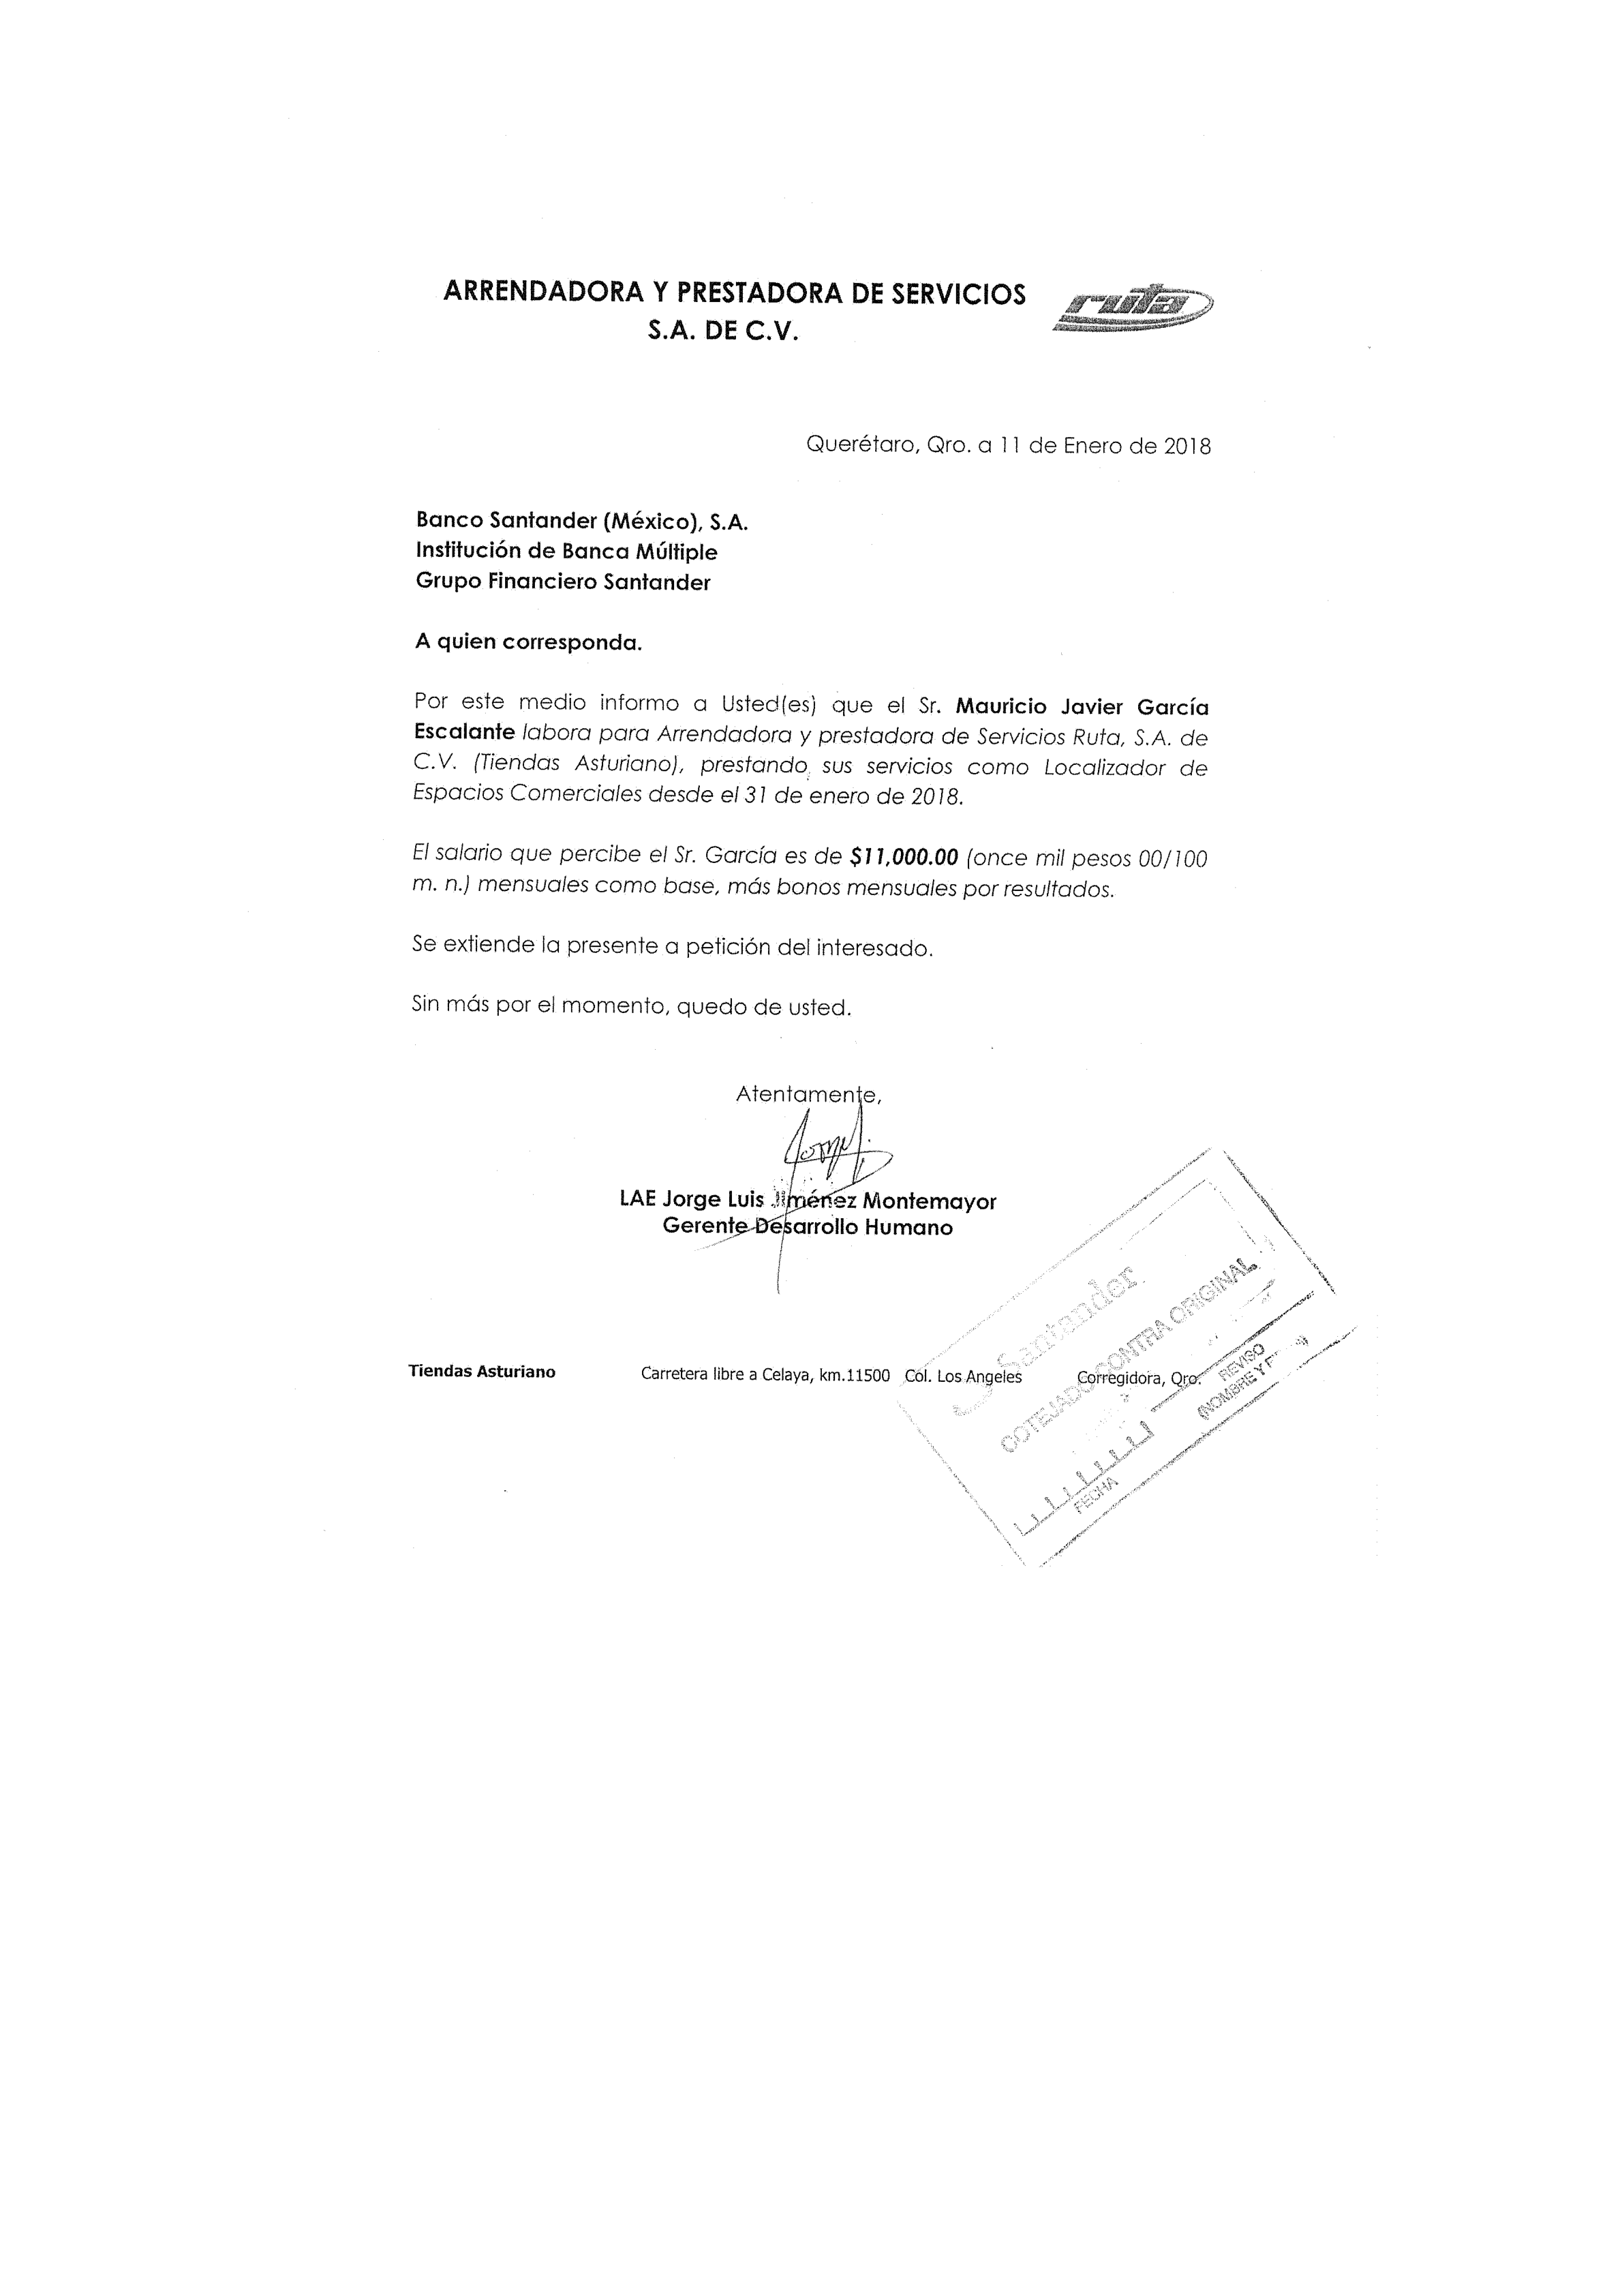 ARRENDADORA Y PRESTADORA DE SERVICIOS
S.A. DE C.V.
ruta
Querétaro, Qro. a 11 de Enero de 2018
Banco Santander (México), S.A.
Institución de Banca Múltiple
Grupo Financiero Santander
A quien corresponda.
Por este medio informo a Usted(es) que el Sr. Mauricio Javier García
Escalante labora para Arrendadora y prestadora de Servicios Ruta, S.A. de
C.V. (Tiendas Asturiano), prestando sus servicios como Localizador de
Espacios Comerciales desde el 31 de enero de 2018.
El salario que percibe el Sr. García es de $11,000.00 (once mil pesos 00/100
m. n.) mensuales como base, más bonos mensuales por resultados.
Se extiende la presente a petición del interesado.
Sin más por el momento, quedo de usted.
Atentamente,
LAE Jorge Luis Jiménez Montemayor
Gerente Desarrollo Humano
Tiendas Asturiano Carretera libre a Celaya, km.11500 Col. Los Angeles Corregidora, Qro.
Santander
COTEJADO CONTRA ORIGINAL
FECHA
REVISO
(NOMBRE Y